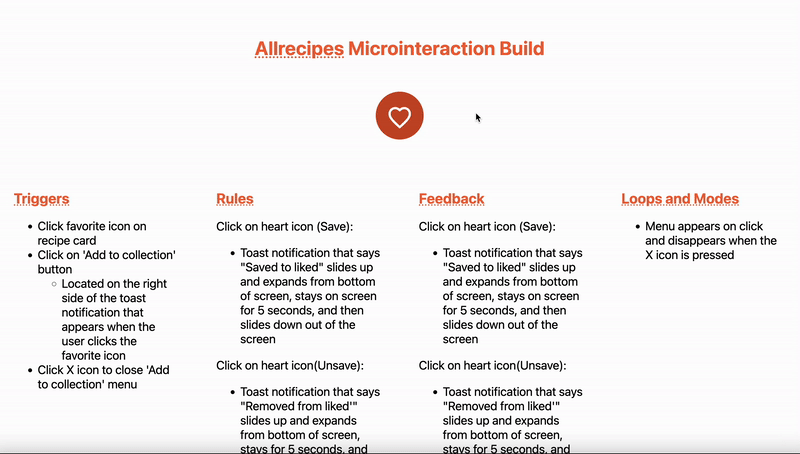 Allrecipes Microinteraction Build
Triggers
Click favorite icon on
recipe card
Click on 'Add to collection'
button
Located on the right
side of the toast
notification that
appears when the
user clicks the
favorite icon
Click X icon to close 'Add
to collection' menu
Rules
Click on heart icon (Save):
Toast notification that says
"Saved to liked" slides up
and expands from bottom
of screen, stays on screen
for 5 seconds, and then
slides down out of the
screen
Click on heart icon(Unsave):
Toast notification that says
"Removed from liked'"
slides up and expands
from bottom of screen,
stays for 5 seconds, and
Feedback
Click on heart icon (Save):
Toast notification that says
"Saved to liked" slides up
and expands from bottom
of screen, stays on screen
for 5 seconds, and then
slides down out of the
screen
Click on heart icon(Unsave):
Toast notification that says
"Removed from liked'"
slides up and expands
from bottom of screen,
stays for 5 seconds, and
Loops and Modes
Menu appears on click
and disappears when the
X icon is pressed